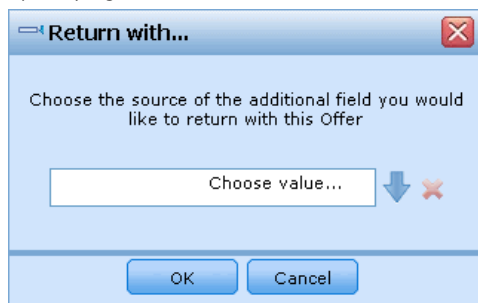 Return with...
Choose the source of the additional field you would
like to return with this Offer
Choose value...
OK
Cancel